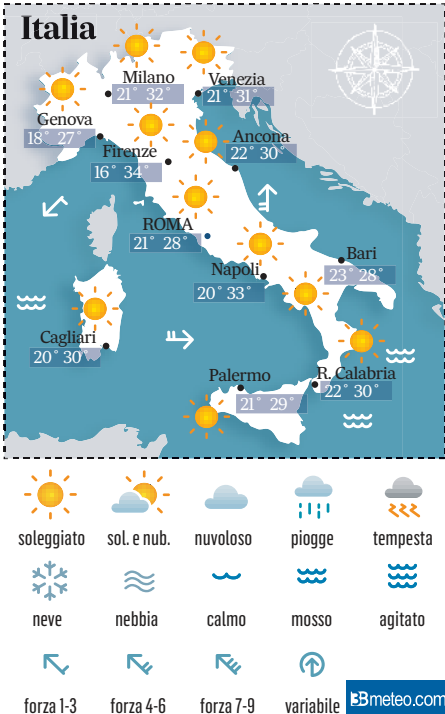 Italia
Milano
21° 32°
Venezia
21° 31°
Genova
18° 27°
Ancona
22° 30°
Firenze
16° 34°
ROMA
21° 28°
Bari
23° 28°
Napoli
20° 33°
Cagliari
20° 30°
Palermo
21° 29°
R. Calabria
22° 30°
soleggiato sol. e nub. nuvoloso piogge tempesta
neve nebbia calmo mosso agitato
forza 1-3 forza 4-6 forza 7-9 variabile
3Bmeteo.com